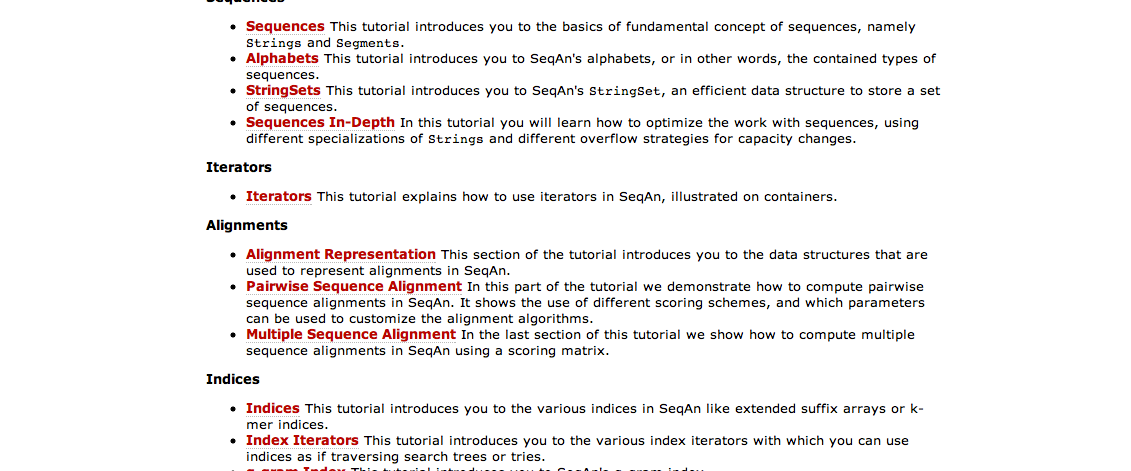 Sequences
Sequences This tutorial introduces you to the basics of fundamental concept of sequences, namely
Strings and Segments.
Alphabets This tutorial introduces you to SeqAn's alphabets, or in other words, the contained types of
sequences.
StringSets This tutorial introduces you to SeqAn's StringSet, an efficient data structure to store a set
of sequences.
Sequences In-Depth In this tutorial you will learn how to optimize the work with sequences, using
different specializations of Strings and different overflow strategies for capacity changes.
Iterators
Iterators This tutorial explains how to use iterators in SeqAn, illustrated on containers.
Alignments
Alignment Representation This section of the tutorial introduces you to the data structures that are
used to represent alignments in SeqAn.
Pairwise Sequence Alignment In this part of the tutorial we demonstrate how to compute pairwise
sequence alignments in SeqAn. It shows the use of different scoring schemes, and which parameters
can be used to customize the alignment algorithms.
Multiple Sequence Alignment In the last section of this tutorial we show how to compute multiple
sequence alignments in SeqAn using a scoring matrix.
Indices
Indices This tutorial introduces you to the various indices in SeqAn like extended suffix arrays or k-
mer indices.
Index Iterators This tutorial introduces you to the various index iterators with which you can use
indices as if traversing search trees or tries.
q-gram Index This tutorial introduces you to SeqAn's q-gram index.